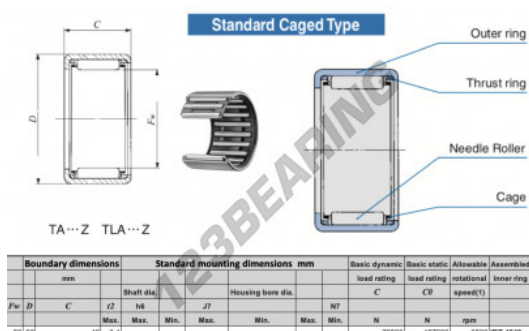 Standard Caged Type
C
Outer ring
Thrust ring
D
Fw
Needle Roller
Cage
TA···Z TLA···Z
123BEARING
Boundary dimensions
Standard mounting dimensions mm
Basic dynamic
Basic static
Allowable
Assembled
mm
load rating
load rating
rotational
inner ring
Shaft dia.
Housing bore dia.
C
C0
speed(1)
Fw D C t2 h6 J7 N7
Max. Max. Min. Max. Min. Max. Min. N N rpm